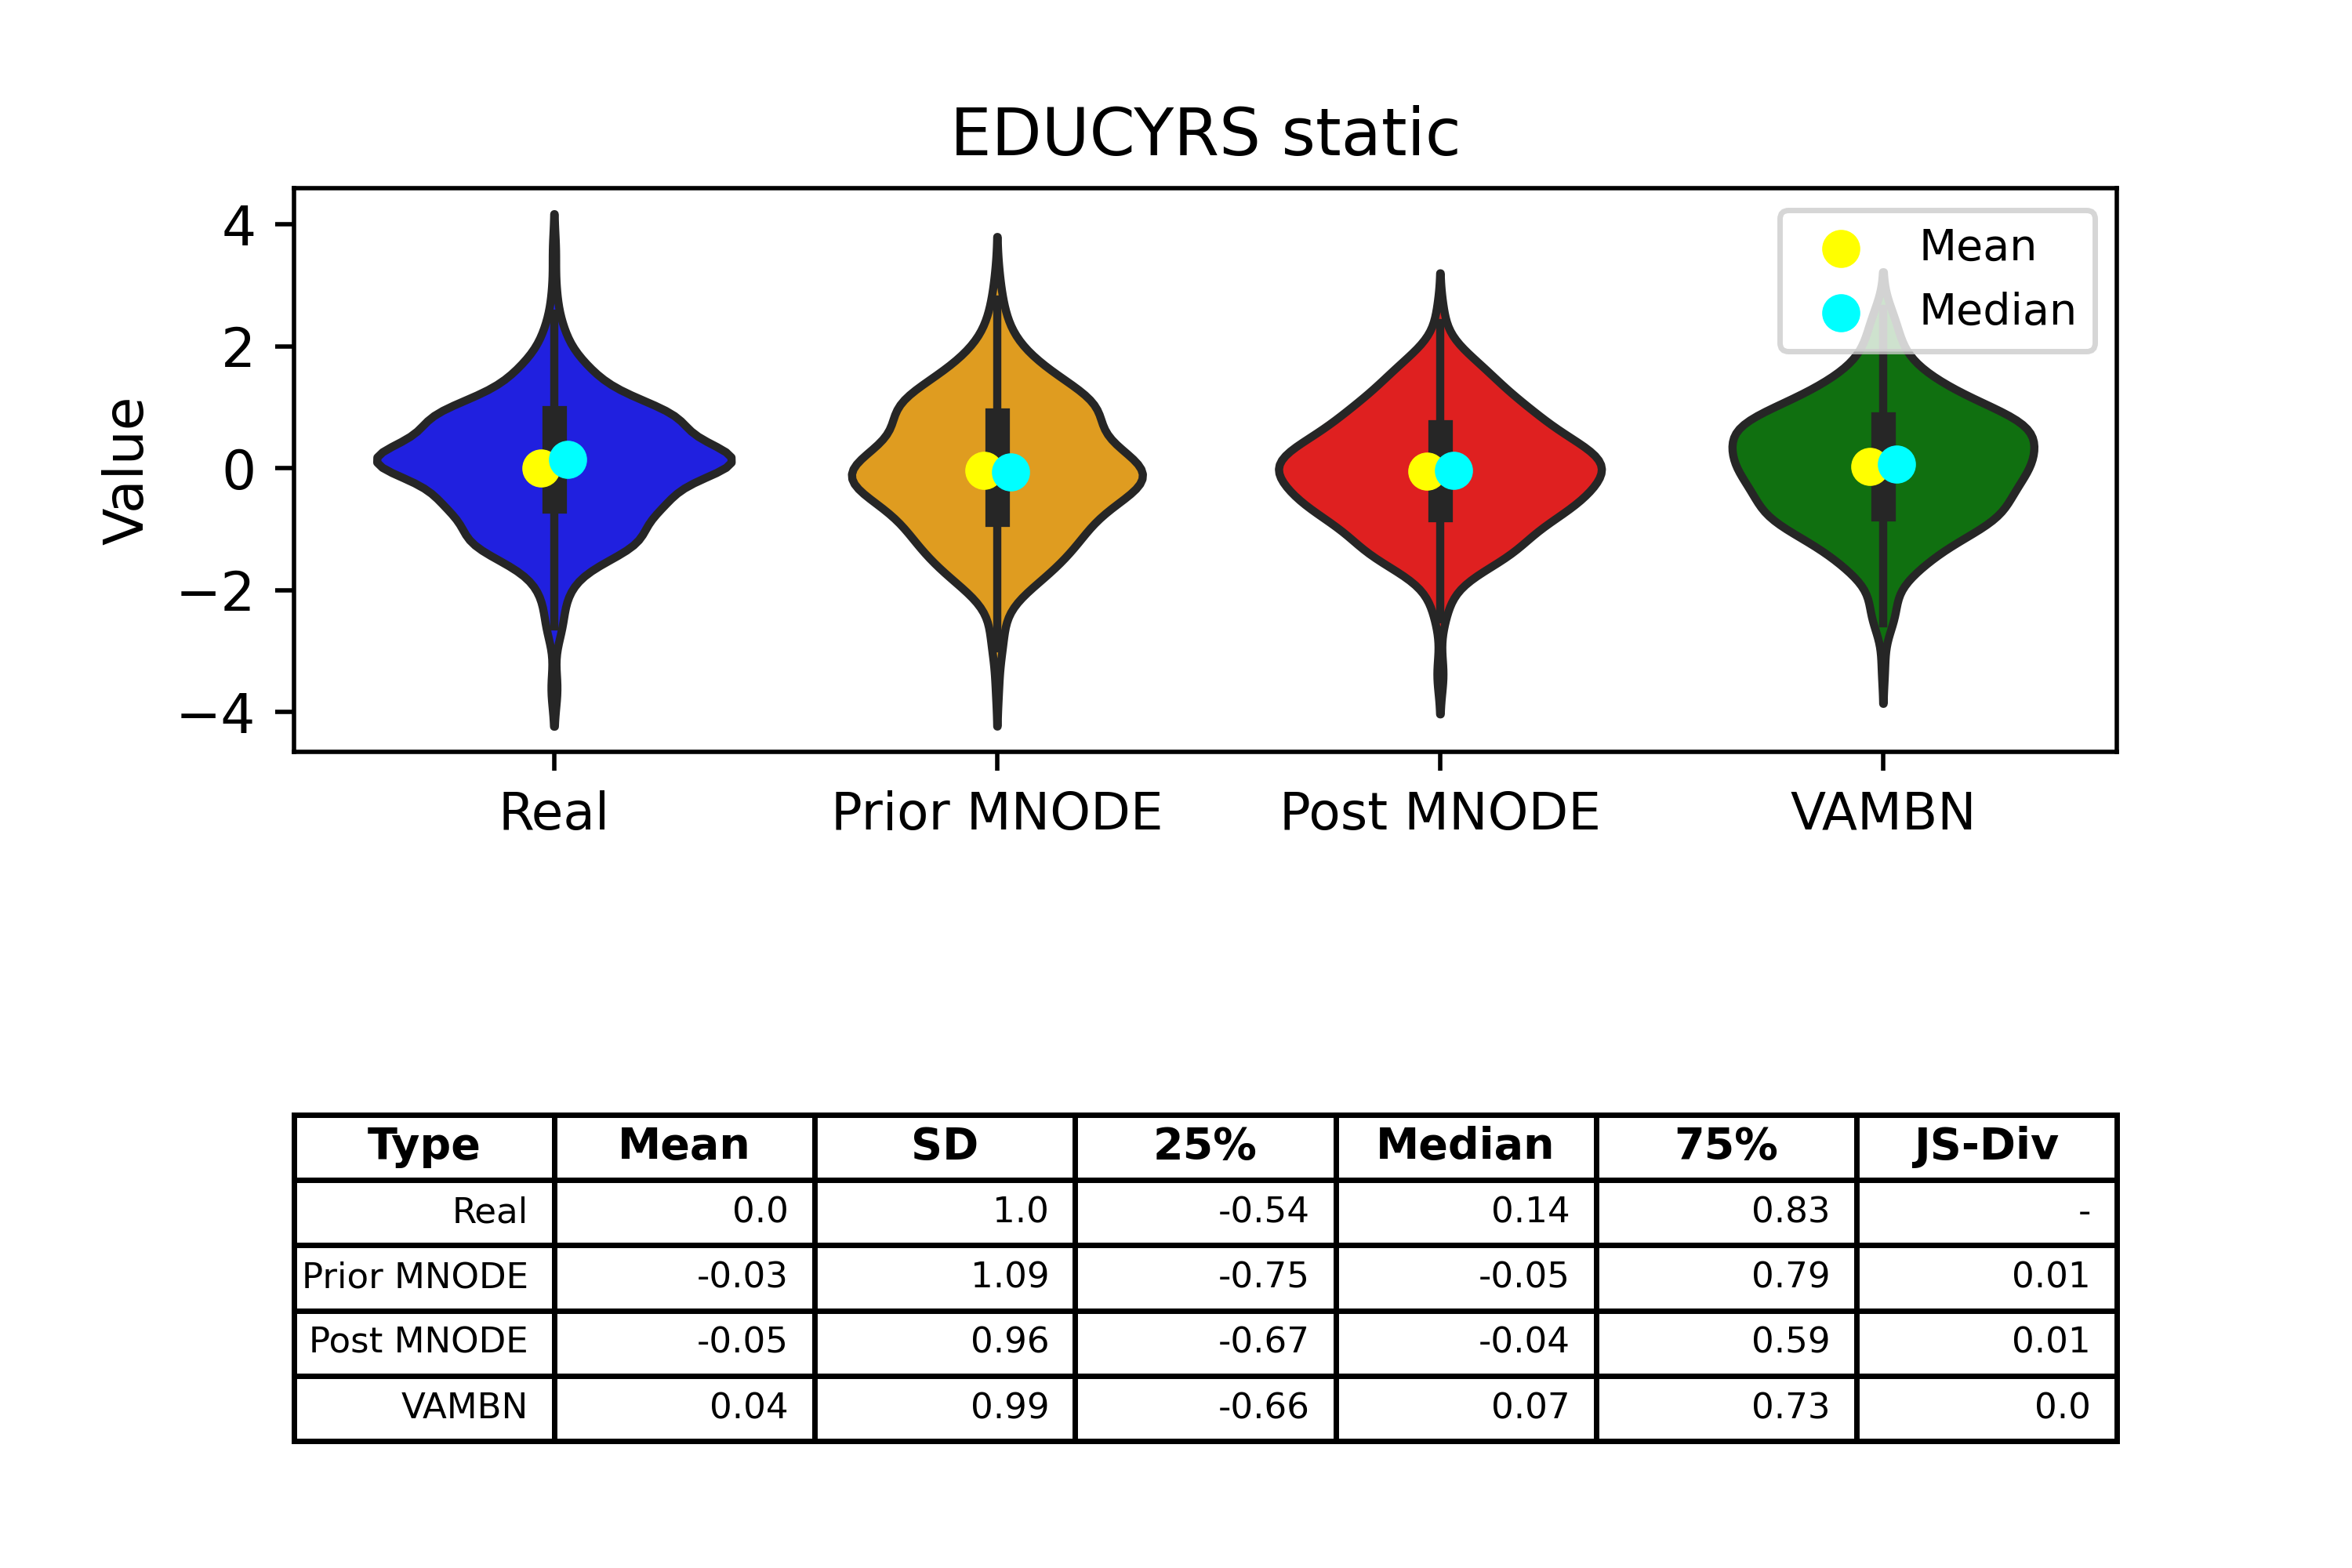 EDUCYRS static
Mean
Median
Value
4
2
0
−2
−4
Real Prior MNODE Post MNODE VAMBN
Type Mean SD 25% Median 75% JS-Div
Real 0.0 1.0 -0.54 0.14 0.83 -
Prior MNODE -0.03 1.09 -0.75 -0.05 0.79 0.01
Post MNODE -0.05 0.96 -0.67 -0.04 0.59 0.01
VAMBN 0.04 0.99 -0.66 0.07 0.73 0.0